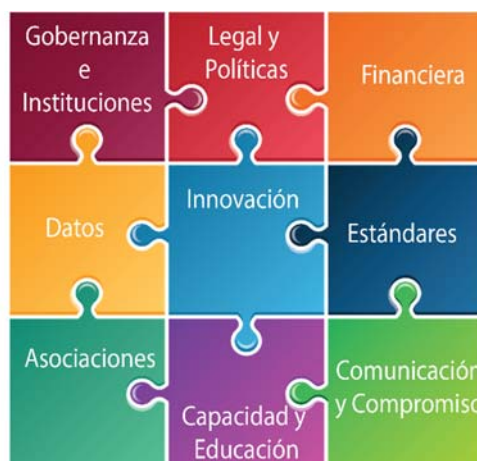 Gobernanza
e
Instituciones
Legal y
Políticas
Financiera
Datos
Innovación
Estándares
Asociaciones
Capacidad y
Educación
Comunicación
y Compromiso